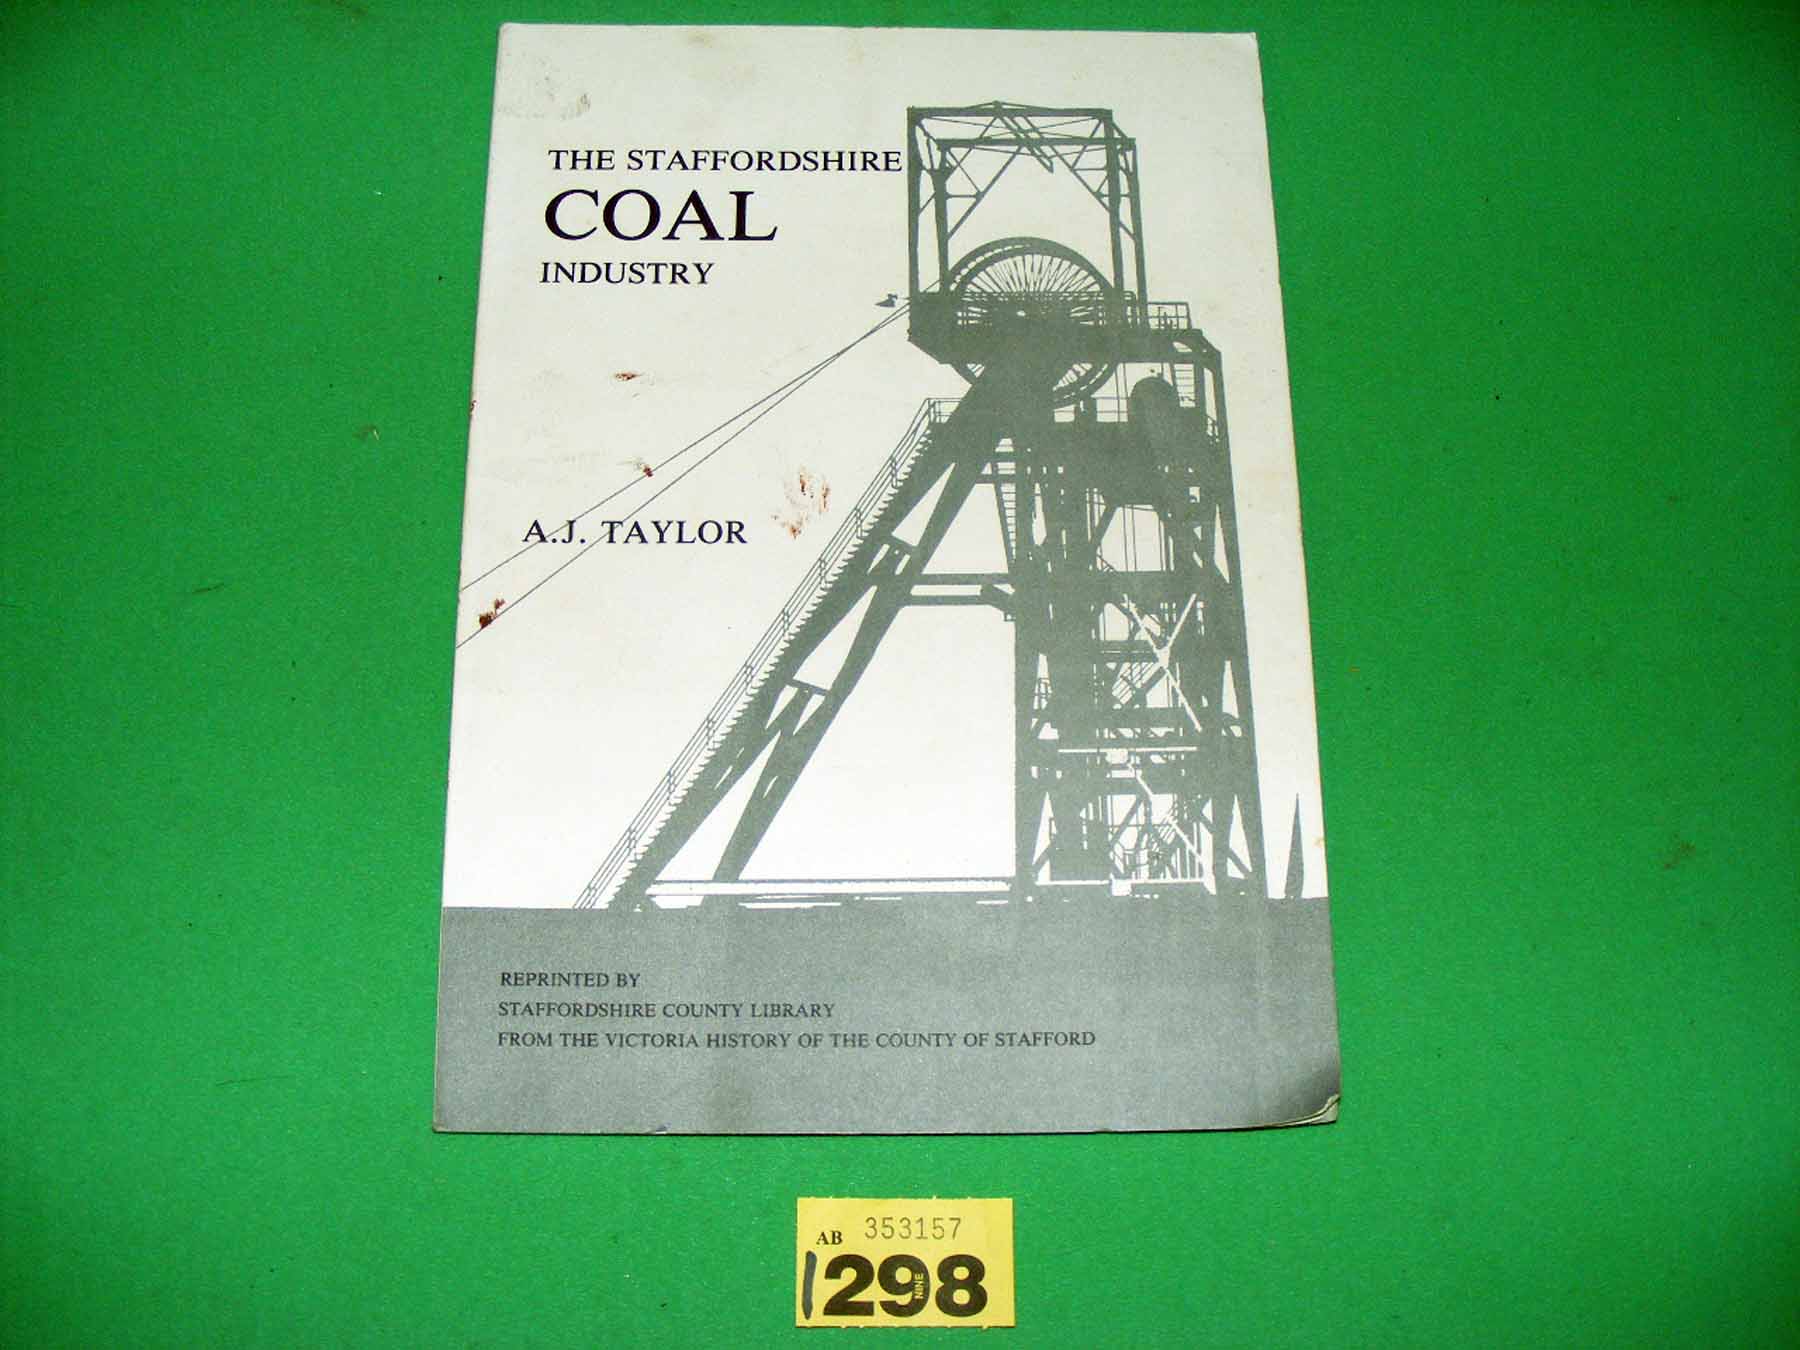 THE STAFFORDSHIRE
COAL
INDUSTRY
A.J. TAYLOR
REPRINTED BY
STAFFORDSHIRE COUNTY LIBRARY
FROM THE VICTORIA HISTORY OF THE COUNTY OF STAFFORD
AB 353157
1298
NINE